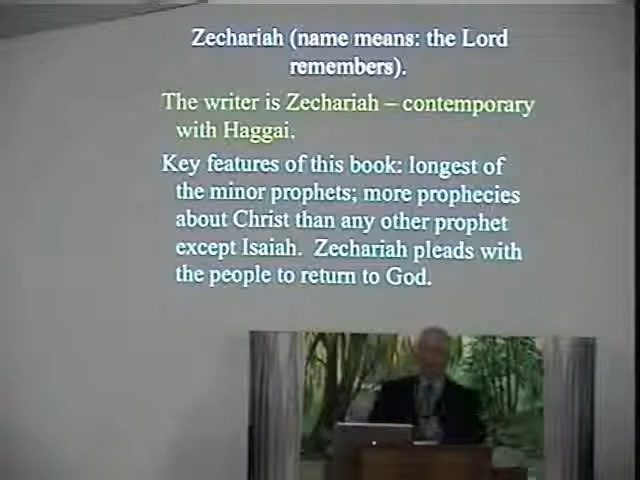 Zechariah (name means: the Lord
remembers).
The writer is Zechariah – contemporary
with Haggai.
Key features of this book: longest of
the minor prophets; more prophecies
about Christ than any other prophet
except Isaiah. Zechariah pleads with
the people to return to God.